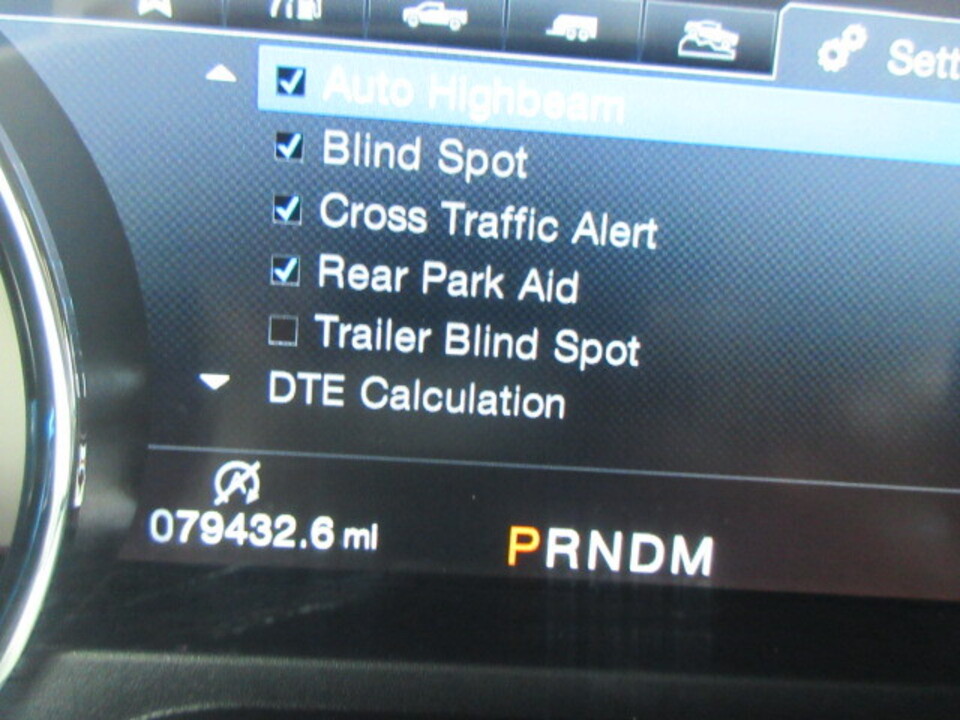 Sett
Auto Highbeam
Blind Spot
Cross Traffic Alert
Rear Park Aid
Trailer Blind Spot
DTE Calculation
079432.6 mi
PRNDM